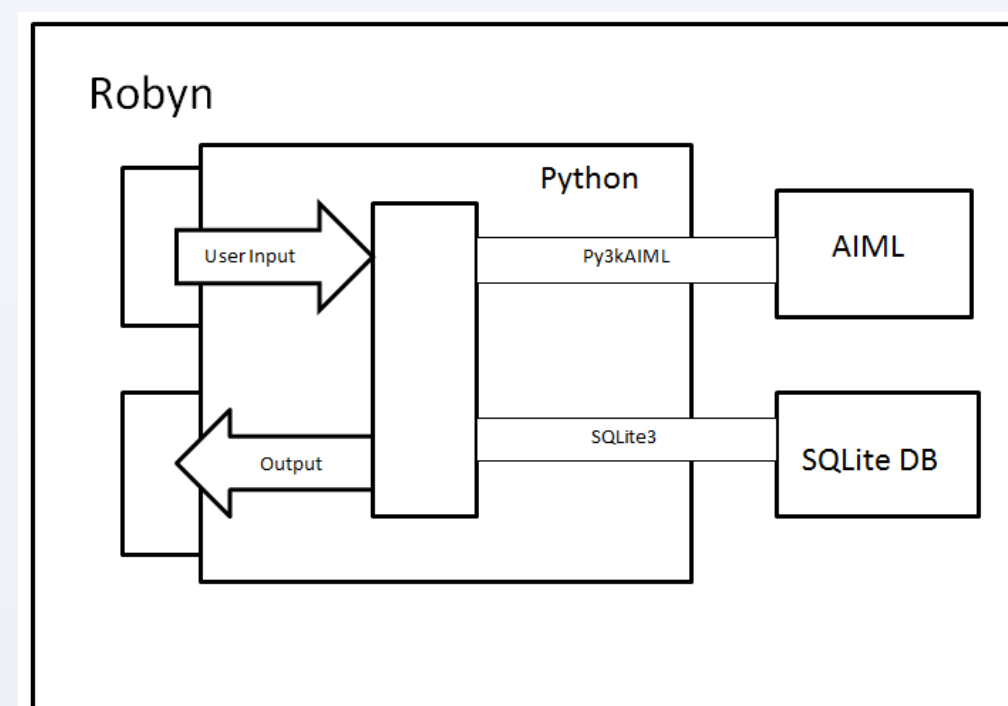 Robyn
Python
User Input
Py3kAIML
AIML
SQLite3
Output
SQLite DB